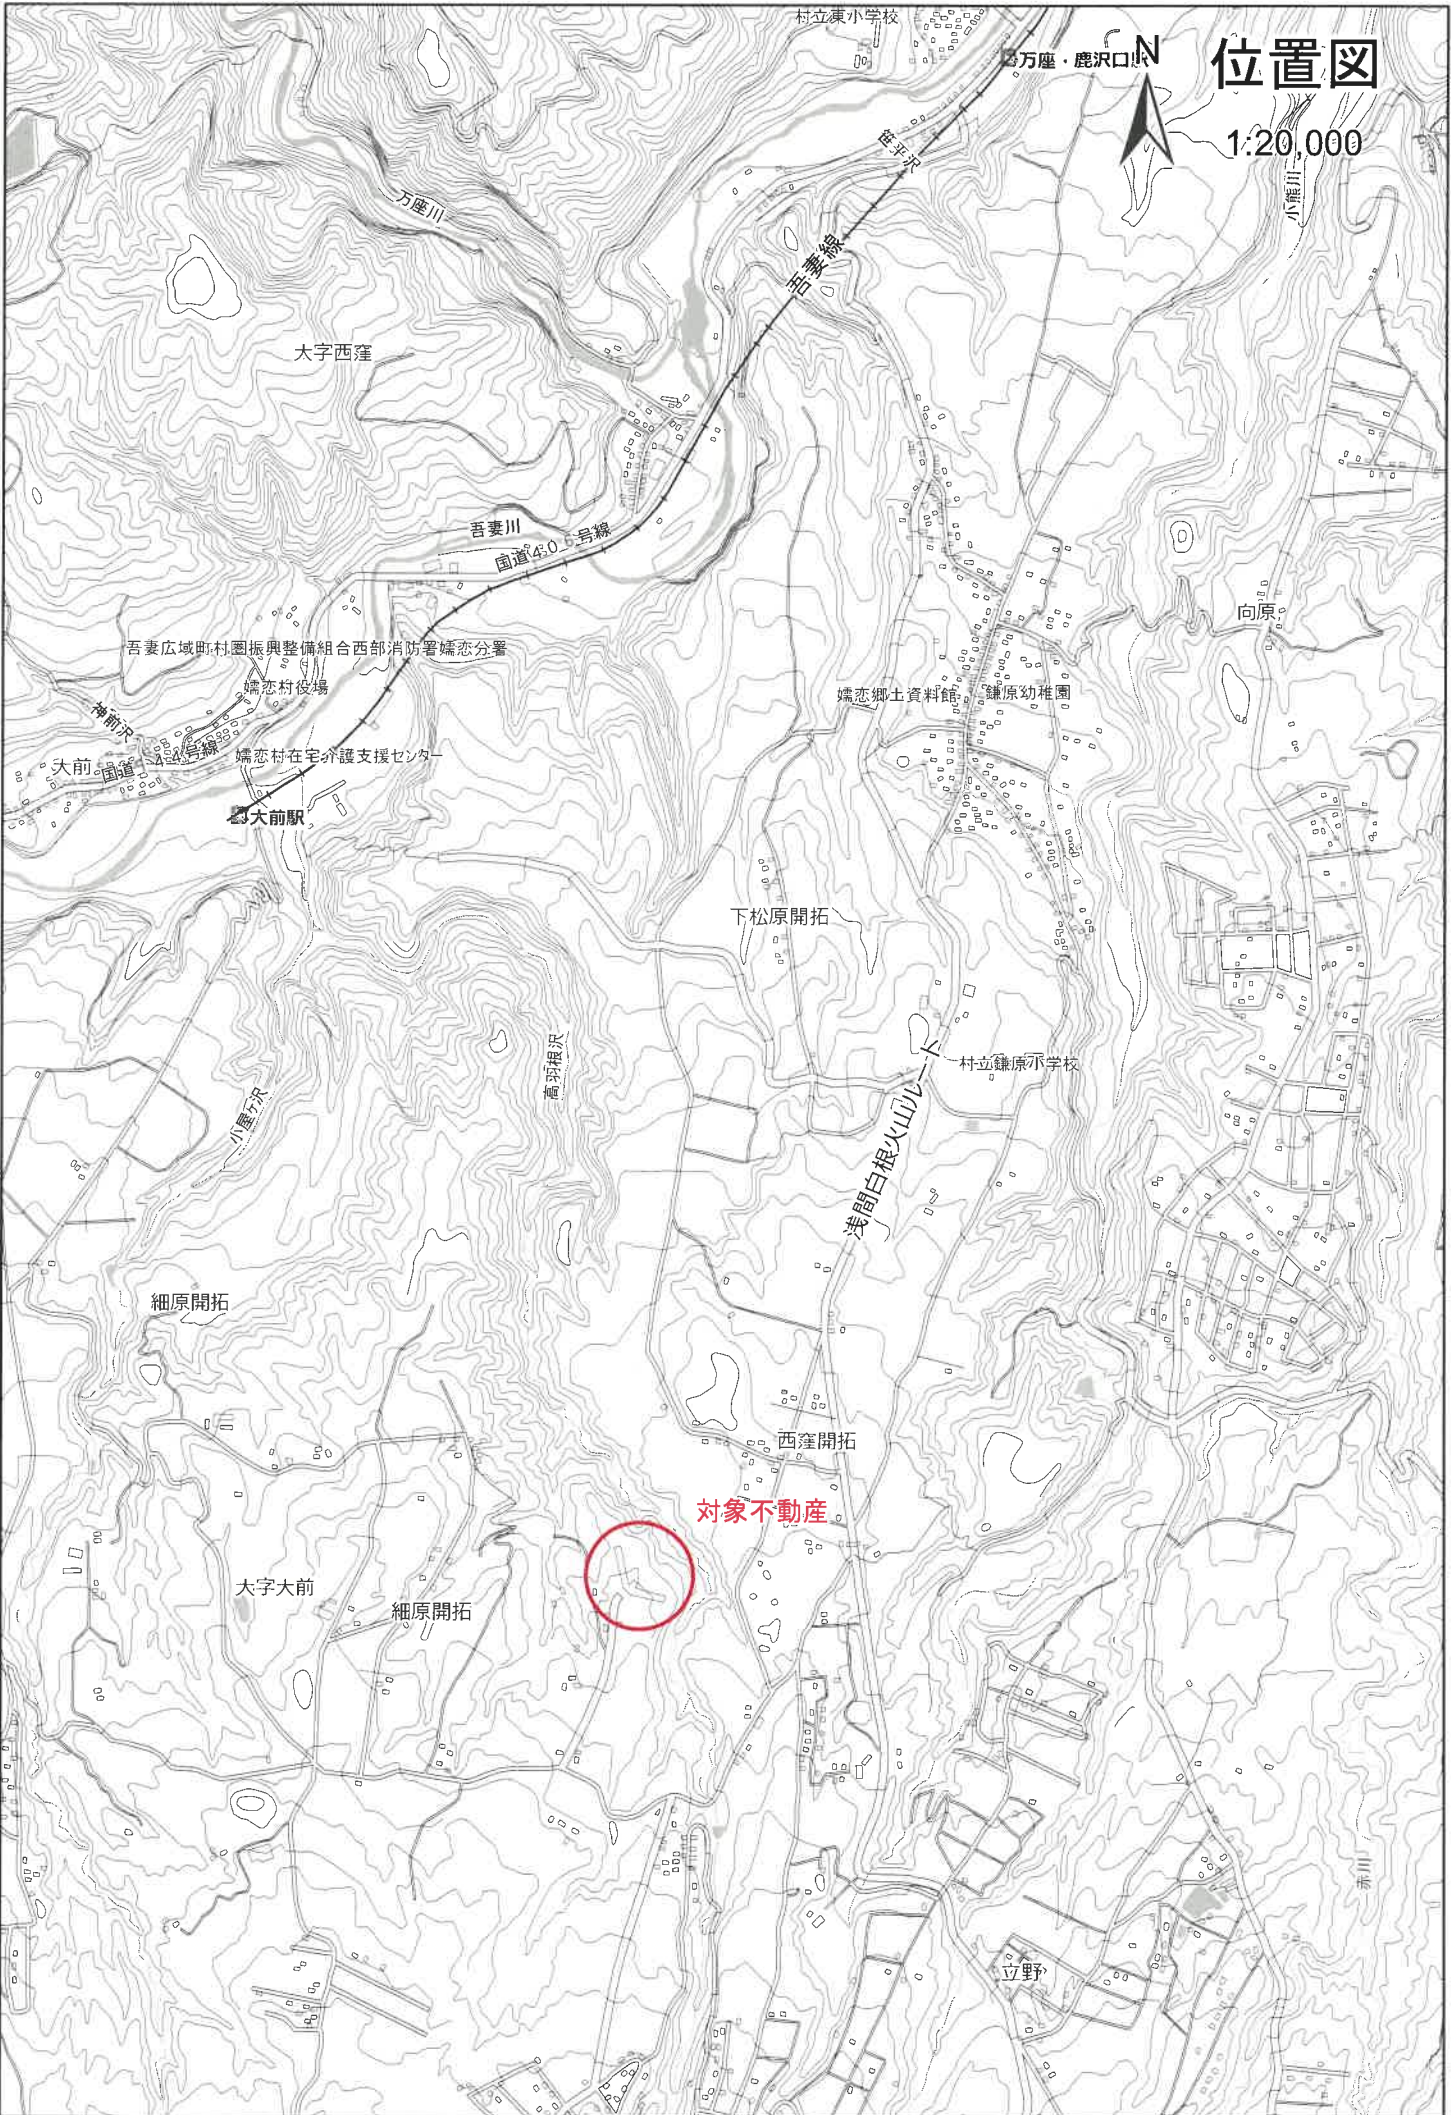 村立東小学校
万座・鹿沢口駅
N
位置図
1:20,000
笹平沢
小熊川
万座川
吾妻線
大字西窪
吾妻川
国道406号線
向原
吾妻広域町村圏振興整備組合西部消防署嬬恋分署
嬬恋村役場
嬬恋郷土資料館
鎌原幼稚園
神前沢
大前
国道144号線
嬬恋村在宅介護支援センター
大前駅
下松原開拓
高羽根沢
小屋ヶ沢
村立鎌原小学校
浅間白根火山ルート
細原開拓
西窪開拓
対象不動産
大字大前
細原開拓
赤川
立野